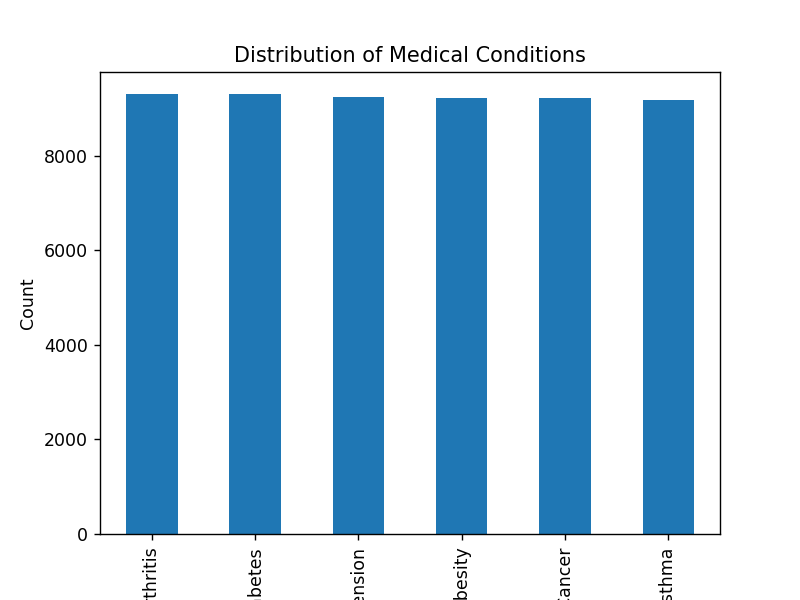 Distribution of Medical Conditions
Count
8000
6000
4000
2000
0
thritis
betes
ension
besity
ancer
sthma